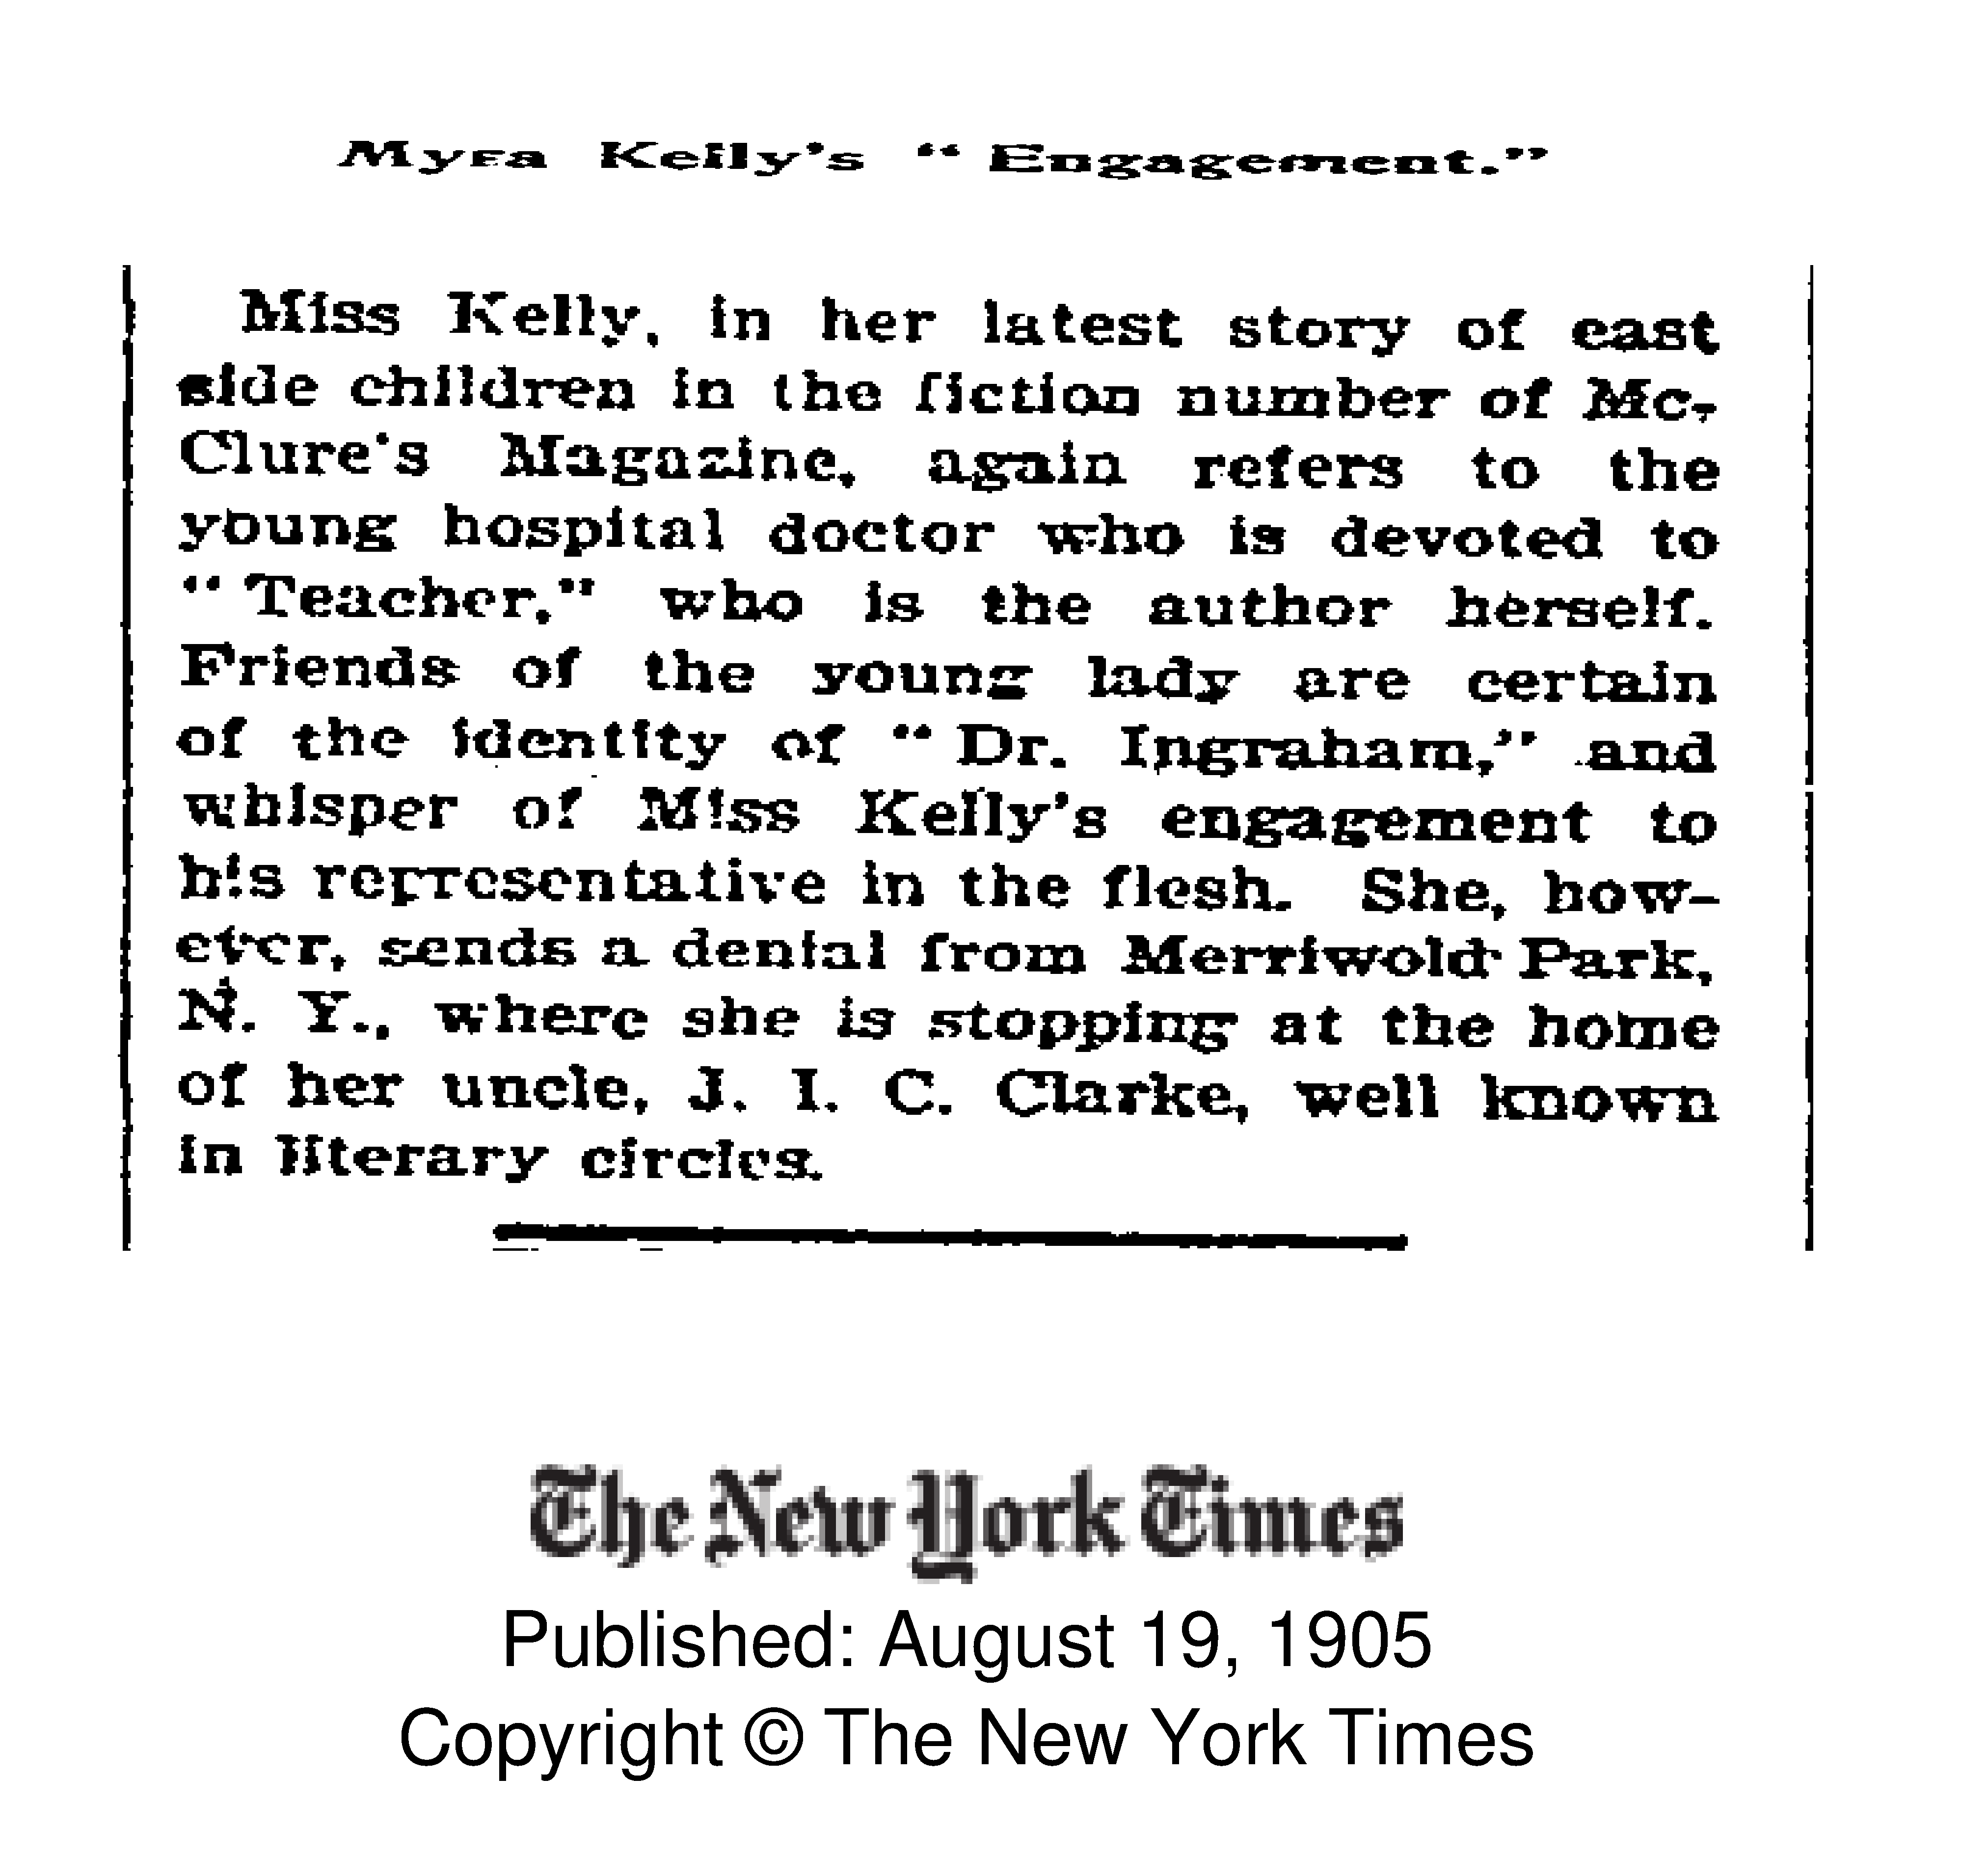 Myra Kelly's “Engagement.”
Miss Kelly, in her latest story of east
side children in the fiction number of Mc-
Clure's Magazine, again refers to the
young hospital doctor who is devoted to
“Teacher,” who is the author herself.
Friends of the young lady are certain
of the identity of “Dr. Ingraham,” and
whisper of Miss Kelly's engagement to
his representative in the flesh. She, how-
ever, sends a denial from Merriwold Park,
N. Y., where she is stopping at the home
of her uncle, J. I. C. Clarke, well known
in literary circles.
The New York Times
Published: August 19, 1905
Copyright © The New York Times